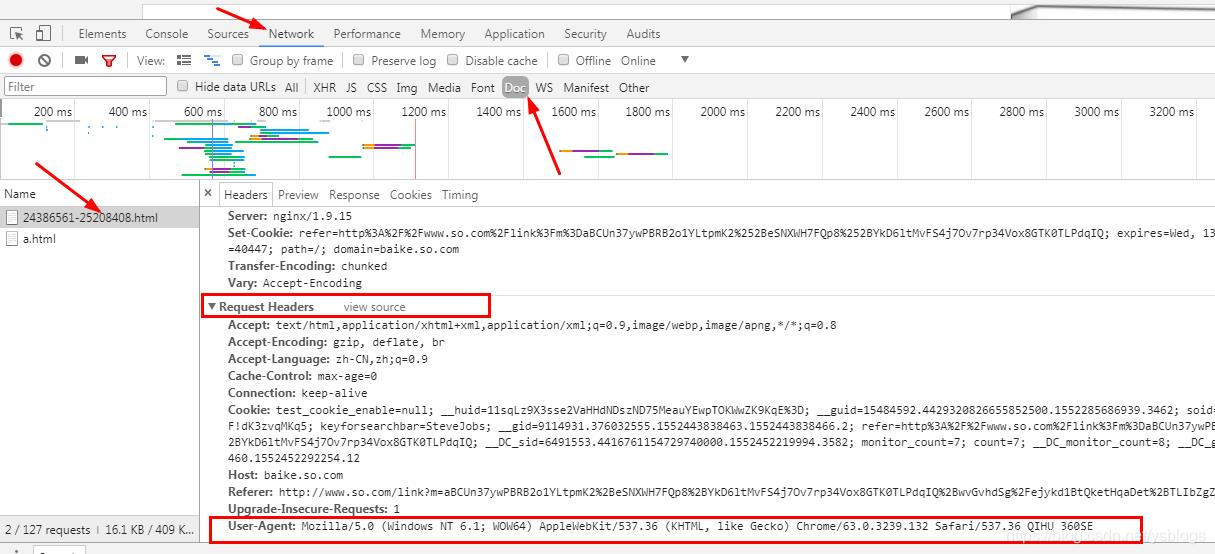 Elements Console Sources Network Performance Memory Application Security Audits
View: Group by frame Preserve log Disable cache Offline Online
Filter Hide data URLs All XHR JS CSS Img Media Font Doc WS Manifest Other
200 ms 400 ms 600 ms 800 ms 1000 ms 1200 ms 1400 ms 1600 ms 1800 ms 2000 ms 2200 ms 2400 ms 2600 ms 2800 ms 3000 ms 3200 ms
Name
24386561-25208408.html
a.html
2 / 127 requests | 16.1 KB / 409 K...
× Headers Preview Response Cookies Timing
Server: nginx/1.9.15
Set-Cookie: refer=http%3A%2F%2Fwww.so.com%2Flink%3Fm%3DaBCUn37ywPBRB2o1YLtpmK2%252BeSNXWH7FQp8%252BYkD6ltMvFS4j7Ov7rp34Vox8GTK0TLPdqIQ; expires=Wed, 13
=40447; path=/; domain=baike.so.com
Transfer-Encoding: chunked
Vary: Accept-Encoding
▼ Request Headers view source
Accept: text/html,application/xhtml+xml,application/xml;q=0.9,image/webp,image/apng,*/*;q=0.8
Accept-Encoding: gzip, deflate, br
Accept-Language: zh-CN,zh;q=0.9
Cache-Control: max-age=0
Connection: keep-alive
Cookie: test_cookie_enable=null; __huid=11sqLz9X3sse2VaHHdNDszND75MeauYEwpTOKWwZK9KqE%3D; __guid=15484592.4429320826655852500.1552285686939.3462; soid=
F!dK3zvqMKq5; keyforsearchbar=SteveJobs; __gid=9114931.376032555.1552443838463.1552443838466.2; refer=http%3A%2F%2Fwww.so.com%2Flink%3Fm%3DaBCUn37ywPB
2BYkD6ltMvFS4j7Ov7rp34Vox8GTK0TLPdqIQ; __DC_sid=6491553.4416761154729740000.1552452219994.3582; monitor_count=7; count=7; __DC_monitor_count=8; __DC_g
460.1552452292254.12
Host: baike.so.com
Referer: http://www.so.com/link?m=aBCUn37ywPBRB2o1YLtpmK2%2BeSNXWH7FQp8%2BYkD6ltMvFS4j7Ov7rp34Vox8GTK0TLPdqIQ%2BwvGvhdSg%2Fejykd1BtQketHqaDet%2BTLIbZgZ
Upgrade-Insecure-Requests: 1
User-Agent: Mozilla/5.0 (Windows NT 6.1; WOW64) AppleWebKit/537.36 (KHTML, like Gecko) Chrome/63.0.3239.132 Safari/537.36 QIHU 360SE
https://blog.csdn.net/ysblogs